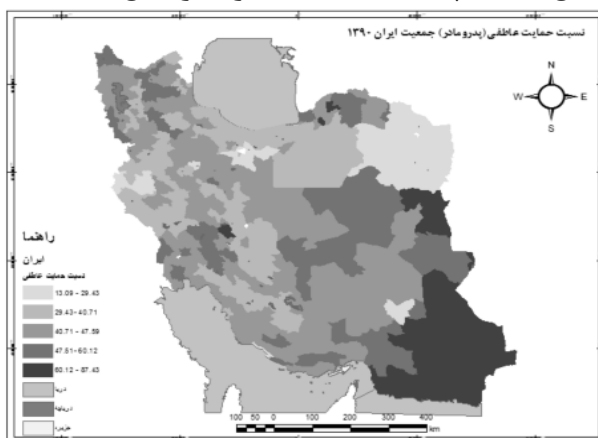 نسبت حمایت عاطفی(پدرومادر) جمعیت ایران ۱۳۹۰
N
W E
S
راهنما
ایران
نسبت حمایت عاطفی
13.09 - 29.43
29.43 - 40.71
40.71 - 47.59
47.51 - 60.12
60.12 - 87.43
دریا
دریاچه
جزیره
100 50 0 100 200 300 400
km